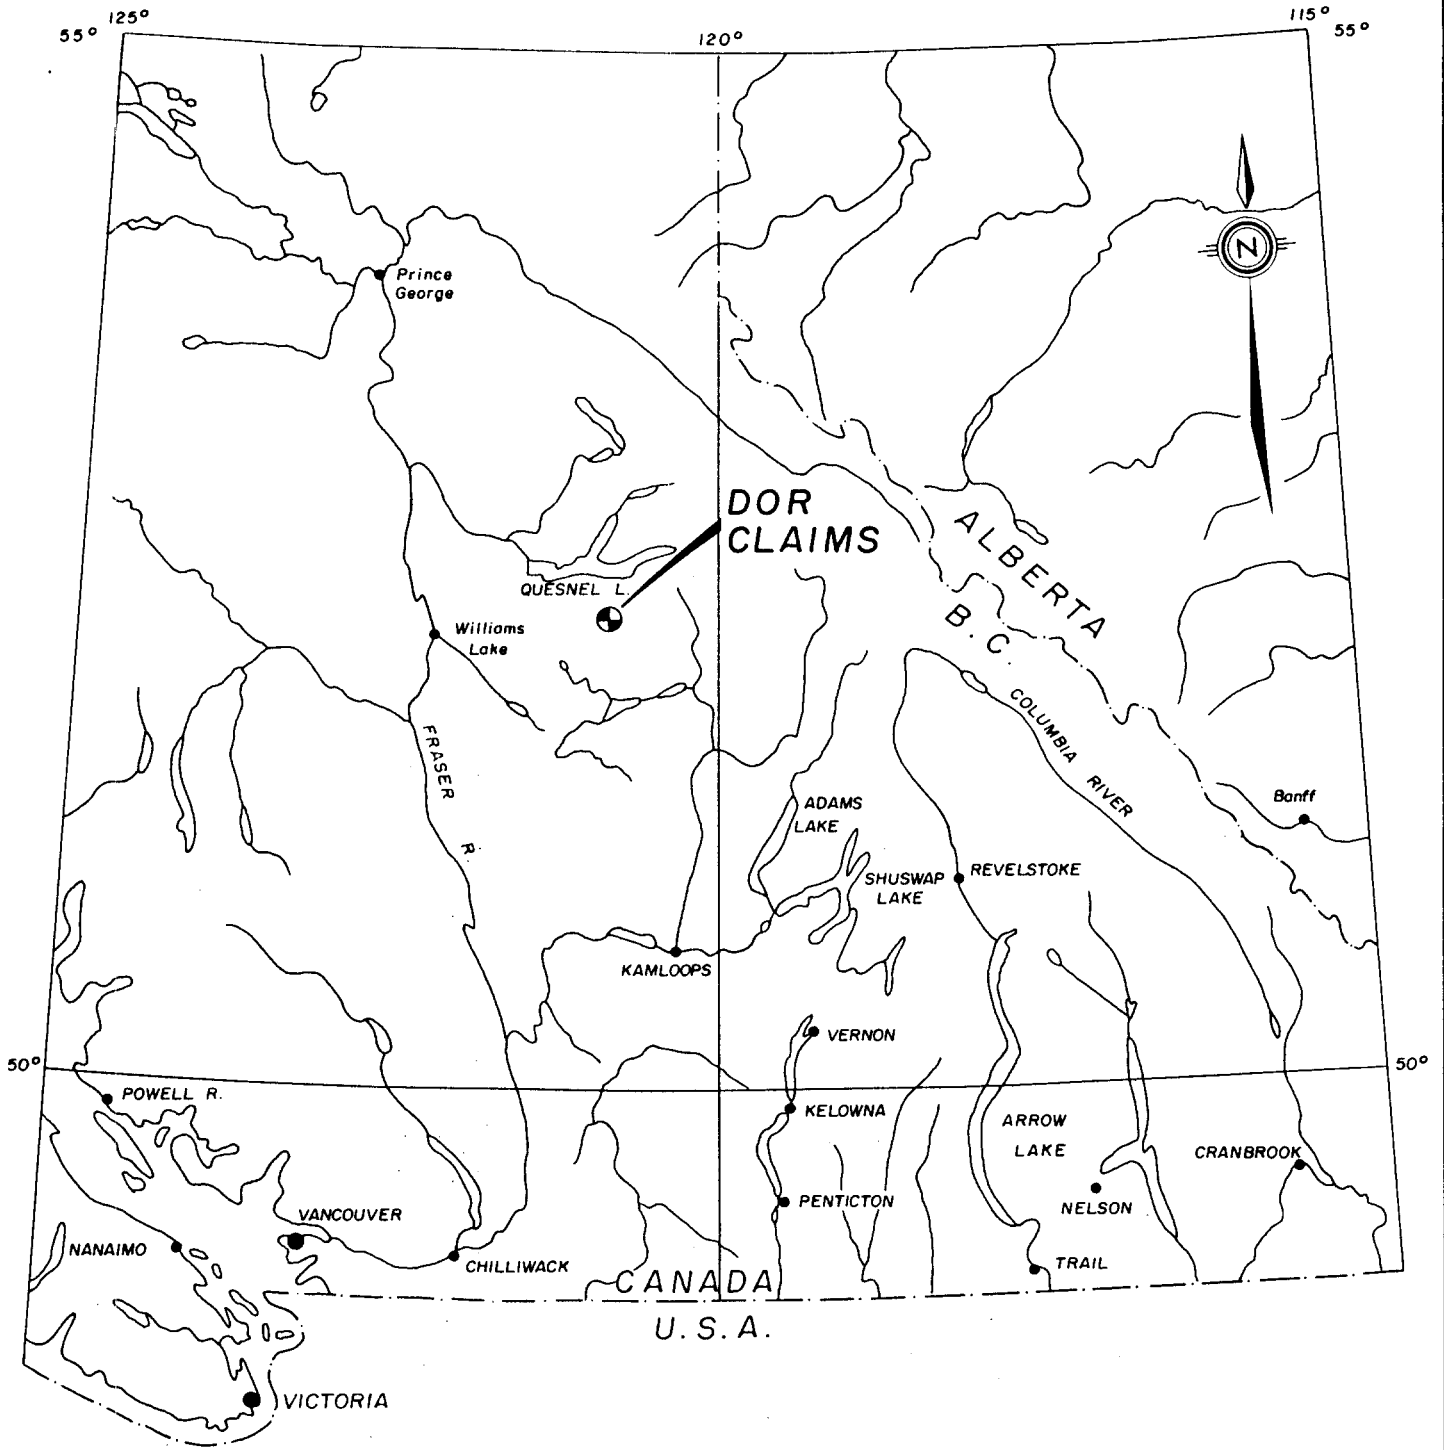 125°
55°
120°
115°
55°
N
Prince
George
DOR
CLAIMS
ALBERTA
B.C.
QUESNEL L.
Williams
Lake
COLUMBIA RIVER
FRASER R.
ADAMS
LAKE
Banff
SHUSWAP
LAKE
REVELSTOKE
KAMLOOPS
VERNON
50°
50°
POWELL R.
KELOWNA
ARROW
LAKE
CRANBROOK
PENTICTON
NELSON
VANCOUVER
NANAIMO
CHILLIWACK
TRAIL
CANADA
U.S.A.
VICTORIA